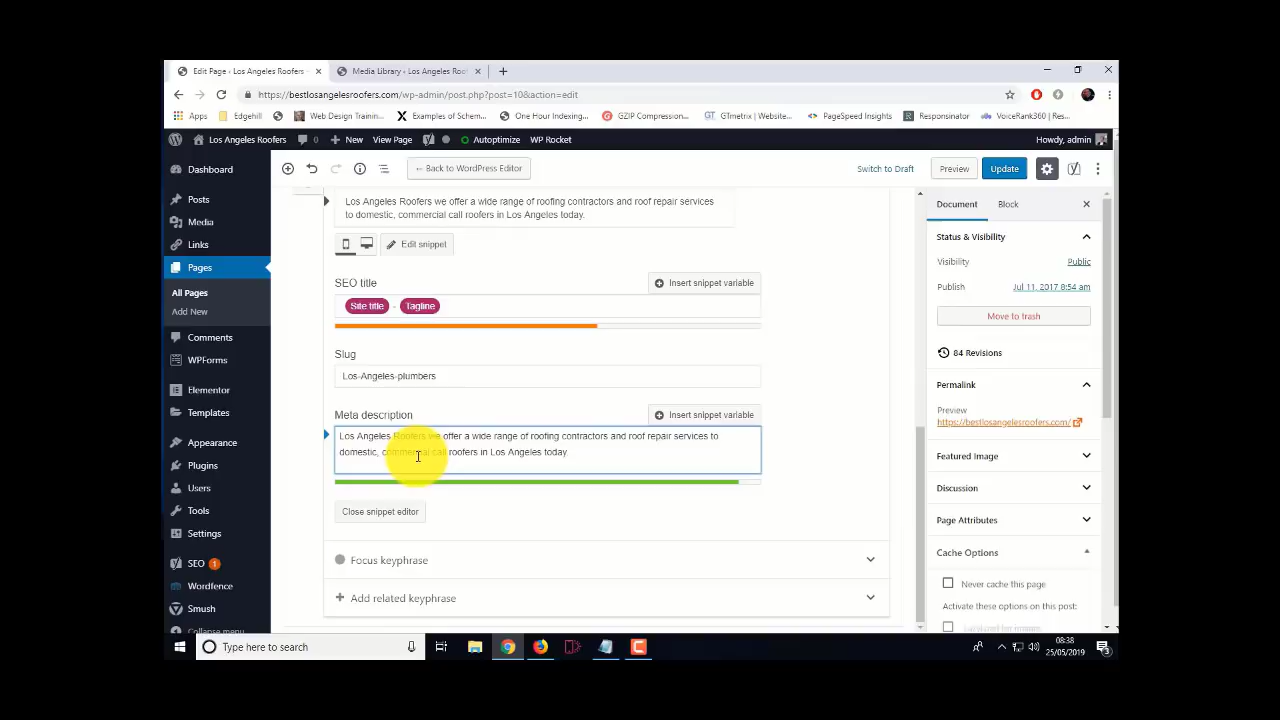 Edit Page ‹ Los Angeles Roofers -
Media Library ‹ Los Angeles Roof
https://bestlosangelesroofers.com/wp-admin/post.php?post=10&action=edit
Apps Edgehill Web Design Trainin... Examples of Schem... One Hour Indexing... GZIP Compression... GTmetrix | Website... PageSpeed Insights Responsinator VoiceRank360 | Res...
Los Angeles Roofers New View Page Autoptimize WP Rocket Howdy, admin
Dashboard
Posts
Media
Links
Pages
All Pages
Add New
Comments
WPForms
Elementor
Templates
Appearance
Plugins
Users
Tools
Settings
SEO 1
Wordfence
Smush
Collapse menu
← Back to WordPress Editor
Switch to Draft Preview Update
Los Angeles Roofers we offer a wide range of roofing contractors and roof repair services
to domestic, commercial call roofers in Los Angeles today.
Edit snippet
SEO title
Insert snippet variable
Site title - Tagline
Slug
Los-Angeles-plumbers
Meta description
Insert snippet variable
Los Angeles Roofers we offer a wide range of roofing contractors and roof repair services to
domestic, commercial call roofers in Los Angeles today.
Close snippet editor
Focus keyphrase
Add related keyphrase
Document Block
Status & Visibility
Visibility Public
Publish Jul 11, 2017 8:54 am
Move to trash
84 Revisions
Permalink
Preview
https://bestlosangelesroofers.com/
Featured Image
Discussion
Page Attributes
Cache Options
Never cache this page
Activate these options on this post:
Type here to search
08:38
25/05/2019
3